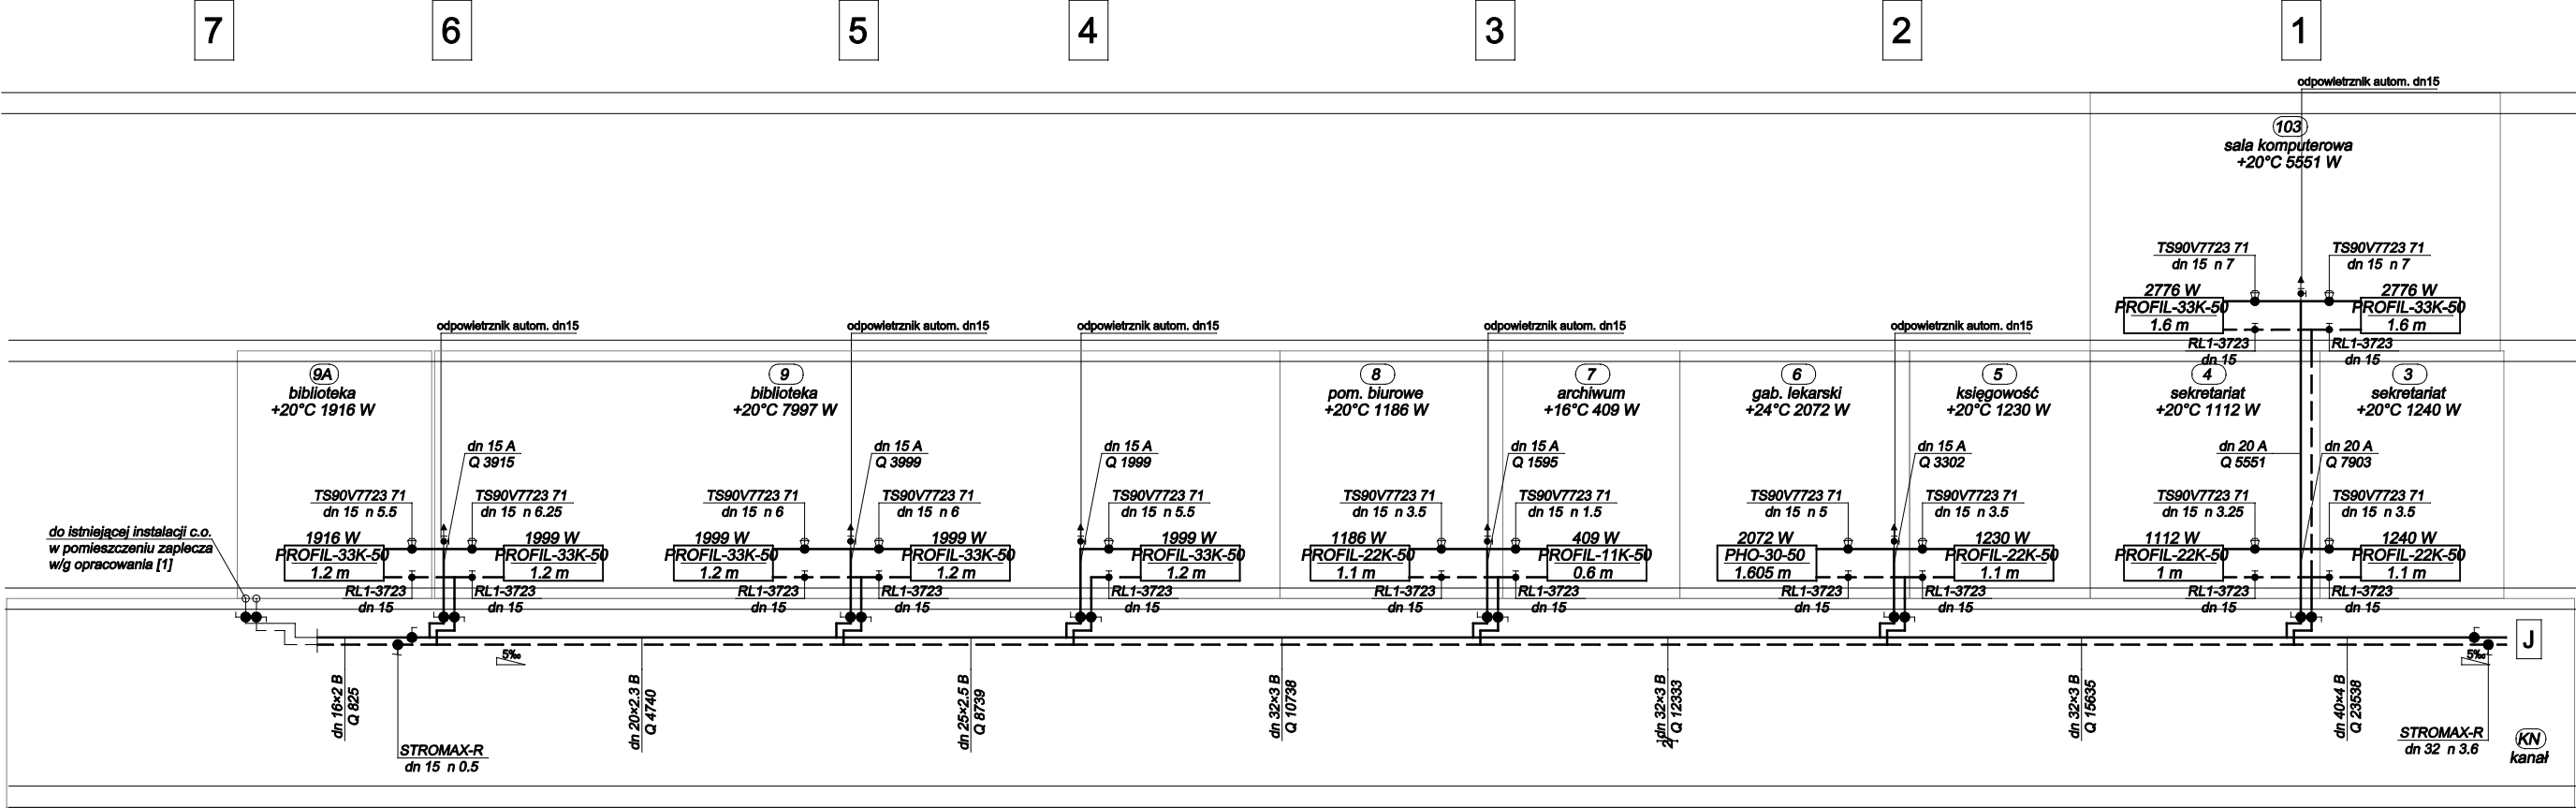 7
6
5
4
3
2
1
odpowietrznik autom. dn15
103
sala komputerowa
+20°C 5551 W
TS90V7723 71
dn 15 n 7
TS90V7723 71
dn 15 n 7
2776 W
PROFIL-33K-50
1.6 m
2776 W
PROFIL-33K-50
1.6 m
RL1-3723
dn 15
RL1-3723
dn 15
odpowietrznik autom. dn15
odpowietrznik autom. dn15
odpowietrznik autom. dn15
odpowietrznik autom. dn15
odpowietrznik autom. dn15
9A
biblioteka
+20°C 1916 W
9
biblioteka
+20°C 7997 W
8
pom. biurowe
+20°C 1186 W
7
archiwum
+16°C 409 W
6
gab. lekarski
+24°C 2072 W
5
księgowość
+20°C 1230 W
4
sekretariat
+20°C 1112 W
3
sekretariat
+20°C 1240 W
dn 15 A
Q 3915
dn 15 A
Q 3999
dn 15 A
Q 1999
dn 15 A
Q 1595
dn 15 A
Q 3302
dn 20 A
Q 5551
dn 20 A
Q 7903
TS90V7723 71
dn 15 n 5.5
TS90V7723 71
dn 15 n 6.25
TS90V7723 71
dn 15 n 6
TS90V7723 71
dn 15 n 6
TS90V7723 71
dn 15 n 5.5
TS90V7723 71
dn 15 n 3.5
TS90V7723 71
dn 15 n 1.5
TS90V7723 71
dn 15 n 5
TS90V7723 71
dn 15 n 3.5
TS90V7723 71
dn 15 n 3.25
TS90V7723 71
dn 15 n 3.5
do istniejącej instalacji c.o.
w pomieszczeniu zaplecza
w/g opracowania [1]
1916 W
PROFIL-33K-50
1.2 m
1999 W
PROFIL-33K-50
1.2 m
1999 W
PROFIL-33K-50
1.2 m
1999 W
PROFIL-33K-50
1.2 m
1999 W
PROFIL-33K-50
1.2 m
1186 W
PROFIL-22K-50
1.1 m
409 W
PROFIL-11K-50
0.6 m
2072 W
PHO-30-50
1.605 m
1230 W
PROFIL-22K-50
1.1 m
1112 W
PROFIL-22K-50
1 m
1240 W
PROFIL-22K-50
1.1 m
RL1-3723
dn 15
RL1-3723
dn 15
RL1-3723
dn 15
RL1-3723
dn 15
RL1-3723
dn 15
RL1-3723
dn 15
RL1-3723
dn 15
RL1-3723
dn 15
RL1-3723
dn 15
RL1-3723
dn 15
RL1-3723
dn 15
J
5‰
5‰
dn 16×2 B
Q 825
dn 20×2.3 B
Q 4740
dn 25×2.5 B
Q 8739
dn 32×3 B
Q 10738
dn 32×3 B
Q 12333
dn 32×3 B
Q 15635
dn 40×4 B
Q 23538
STROMAX-R
dn 15 n 0.5
STROMAX-R
dn 32 n 3.6
KN
kanał